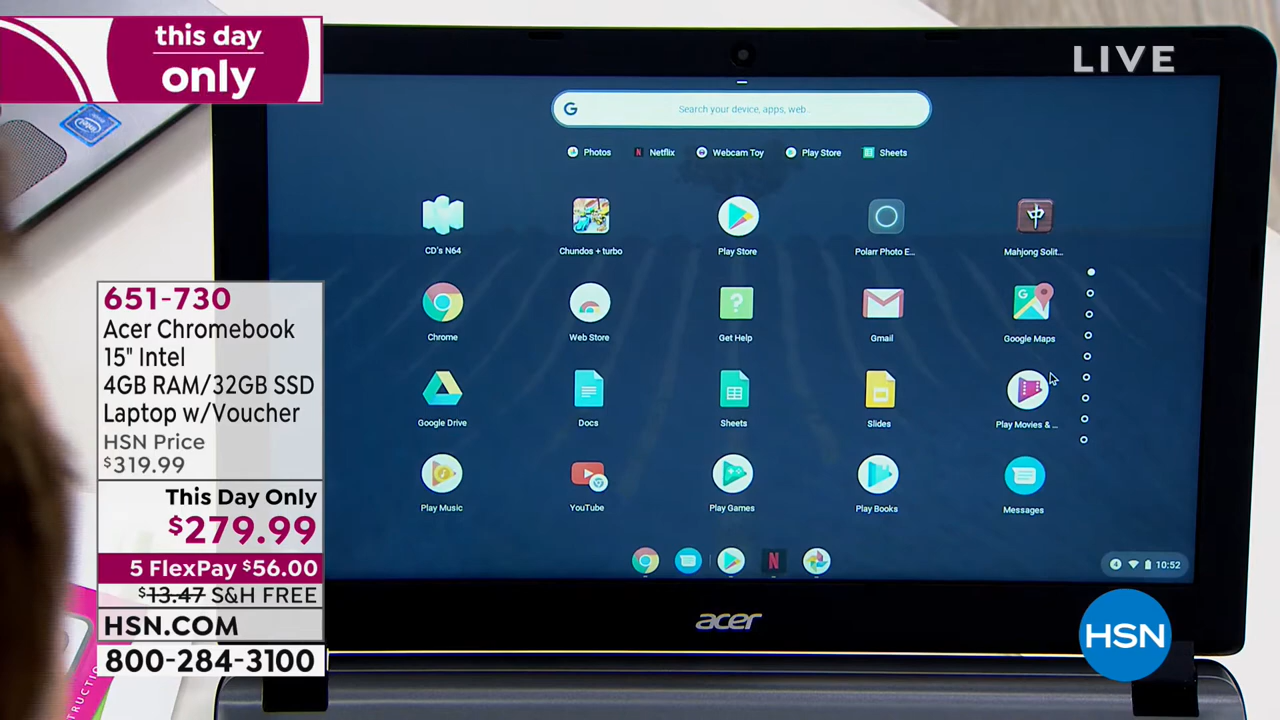 this day
only
LIVE
intel
Search your device, apps, web...
Photos
Netflix
Webcam Toy
Play Store
Sheets
CD's N64
Chundos + turbo
Play Store
Polarr Photo E...
Mahjong Solit...
Chrome
Web Store
Get Help
Gmail
Google Maps
Google Drive
Docs
Sheets
Slides
Play Movies & ...
Play Music
YouTube
Play Games
Play Books
Messages
4
10:52
acer
651-730
Acer Chromebook
15" Intel
4GB RAM/32GB SSD
Laptop w/Voucher
HSN Price
$319.99
This Day Only
$279.99
5 FlexPay $56.00
$13.47 S&H FREE
HSN.COM
800-284-3100
HSN